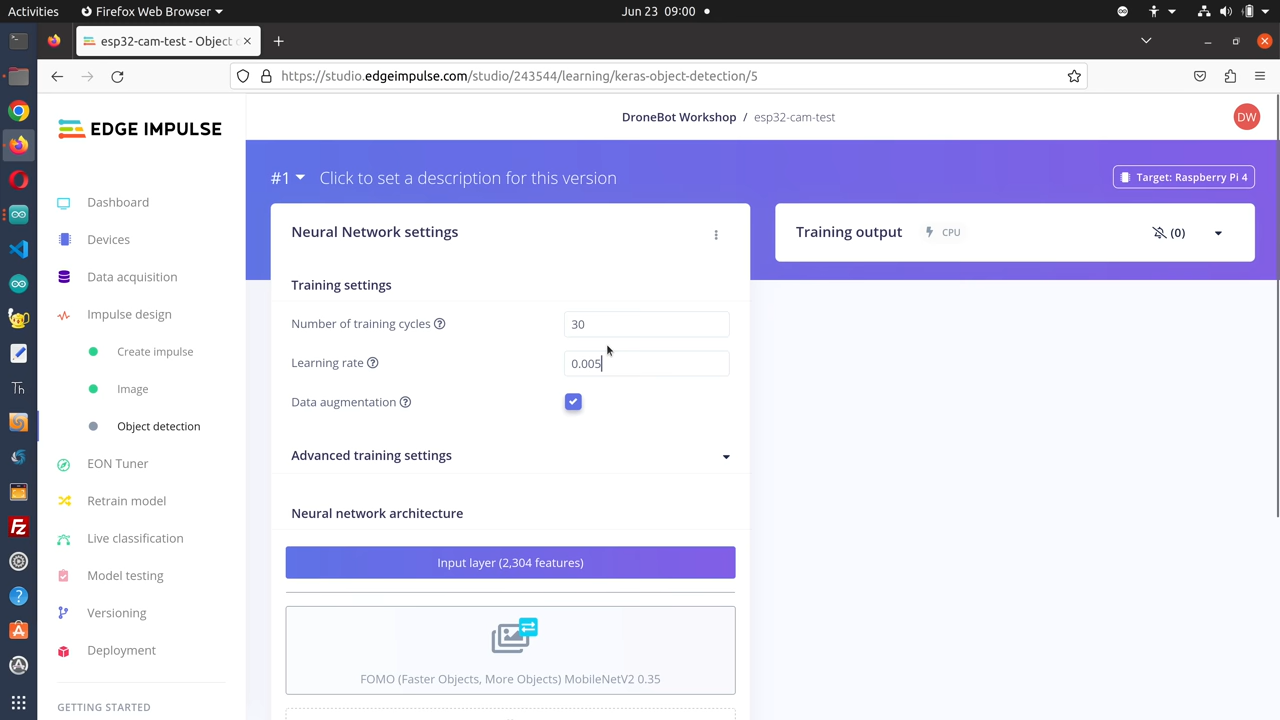 Activities
Firefox Web Browser
Jun 23 09:00
esp32-cam-test - Object
https://studio.edgeimpulse.com/studio/243544/learning/keras-object-detection/5
EDGE IMPULSE
DroneBot Workshop / esp32-cam-test
DW
#1
Click to set a description for this version
Target: Raspberry Pi 4
Dashboard
Devices
Data acquisition
Impulse design
Create impulse
Image
Object detection
EON Tuner
Retrain model
Live classification
Model testing
Versioning
Deployment
GETTING STARTED
Neural Network settings
Training settings
Number of training cycles ?
30
Learning rate ?
0.005
Data augmentation ?
Advanced training settings
Neural network architecture
Input layer (2,304 features)
FOMO (Faster Objects, More Objects) MobileNetV2 0.35
Training output
CPU
(0)
Th
FZ